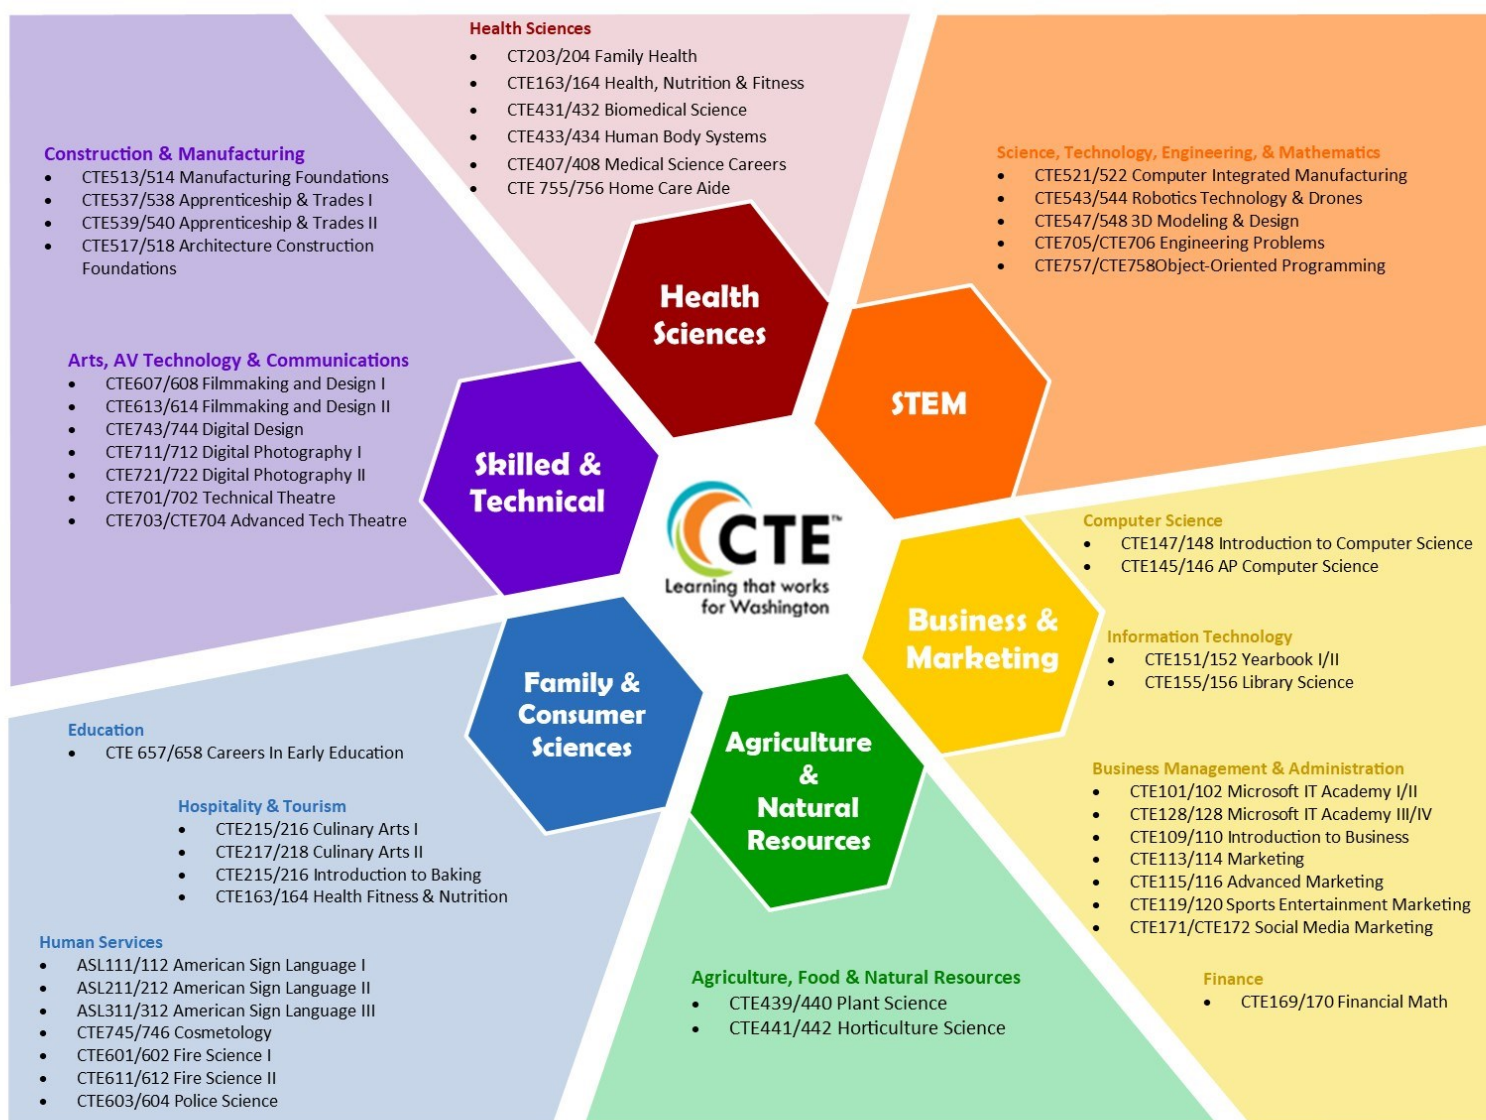 Health Sciences
• CT203/204 Family Health
• CTE163/164 Health, Nutrition & Fitness
• CTE431/432 Biomedical Science
• CTE433/434 Human Body Systems
• CTE407/408 Medical Science Careers
• CTE 755/756 Home Care Aide
Construction & Manufacturing
• CTE513/514 Manufacturing Foundations
• CTE537/538 Apprenticeship & Trades I
• CTE539/540 Apprenticeship & Trades II
• CTE517/518 Architecture Construction
Foundations
Science, Technology, Engineering, & Mathematics
• CTE521/522 Computer Integrated Manufacturing
• CTE543/544 Robotics Technology & Drones
• CTE547/548 3D Modeling & Design
• CTE705/CTE706 Engineering Problems
• CTE757/CTE758Object-Oriented Programming
Health
Sciences
STEM
Arts, AV Technology & Communications
• CTE607/608 Filmmaking and Design I
• CTE613/614 Filmmaking and Design II
• CTE743/744 Digital Design
• CTE711/712 Digital Photography I
• CTE721/722 Digital Photography II
• CTE701/702 Technical Theatre
• CTE703/CTE704 Advanced Tech Theatre
Skilled &
Technical
CTE™
Learning that works
for Washington
Computer Science
• CTE147/148 Introduction to Computer Science
• CTE145/146 AP Computer Science
Business &
Marketing
Information Technology
• CTE151/152 Yearbook I/II
• CTE155/156 Library Science
Family &
Consumer
Sciences
Agriculture
&
Natural
Resources
Education
• CTE 657/658 Careers In Early Education
Hospitality & Tourism
• CTE215/216 Culinary Arts I
• CTE217/218 Culinary Arts II
• CTE215/216 Introduction to Baking
• CTE163/164 Health Fitness & Nutrition
Business Management & Administration
• CTE101/102 Microsoft IT Academy I/II
• CTE128/128 Microsoft IT Academy III/IV
• CTE109/110 Introduction to Business
• CTE113/114 Marketing
• CTE115/116 Advanced Marketing
• CTE119/120 Sports Entertainment Marketing
• CTE171/CTE172 Social Media Marketing
Human Services
• ASL111/112 American Sign Language I
• ASL211/212 American Sign Language II
• ASL311/312 American Sign Language III
• CTE745/746 Cosmetology
• CTE601/602 Fire Science I
• CTE611/612 Fire Science II
• CTE603/604 Police Science
Agriculture, Food & Natural Resources
• CTE439/440 Plant Science
• CTE441/442 Horticulture Science
Finance
• CTE169/170 Financial Math